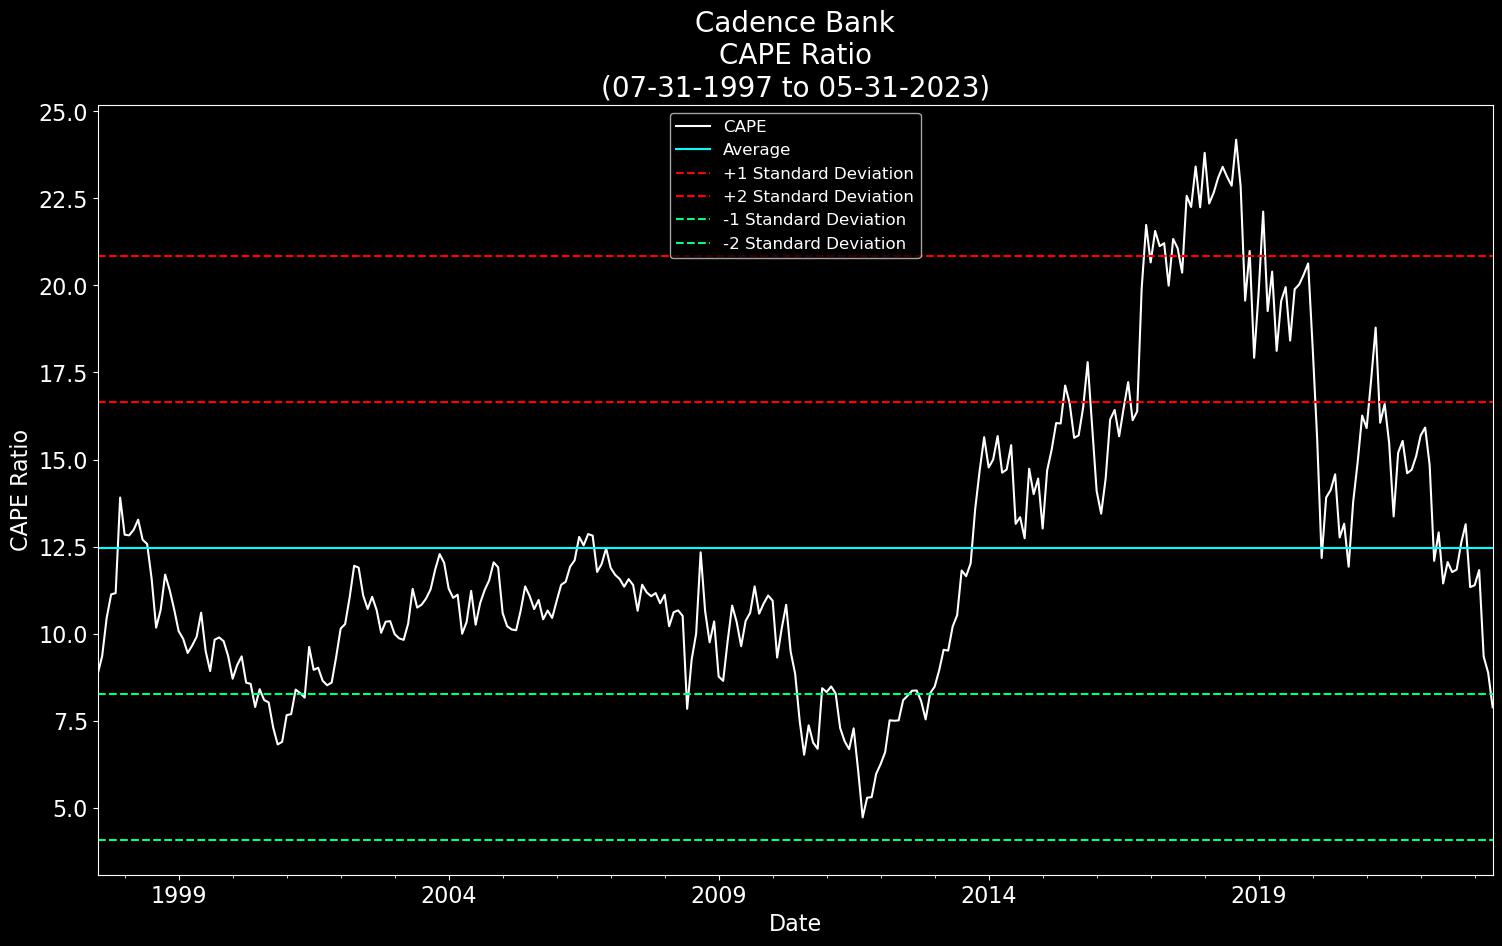 Cadence Bank
CAPE Ratio
(07-31-1997 to 05-31-2023)
CAPE
Average
+1 Standard Deviation
+2 Standard Deviation
-1 Standard Deviation
-2 Standard Deviation
CAPE Ratio
25.0
22.5
20.0
17.5
15.0
12.5
10.0
7.5
5.0
1999
2004
2009
2014
2019
Date